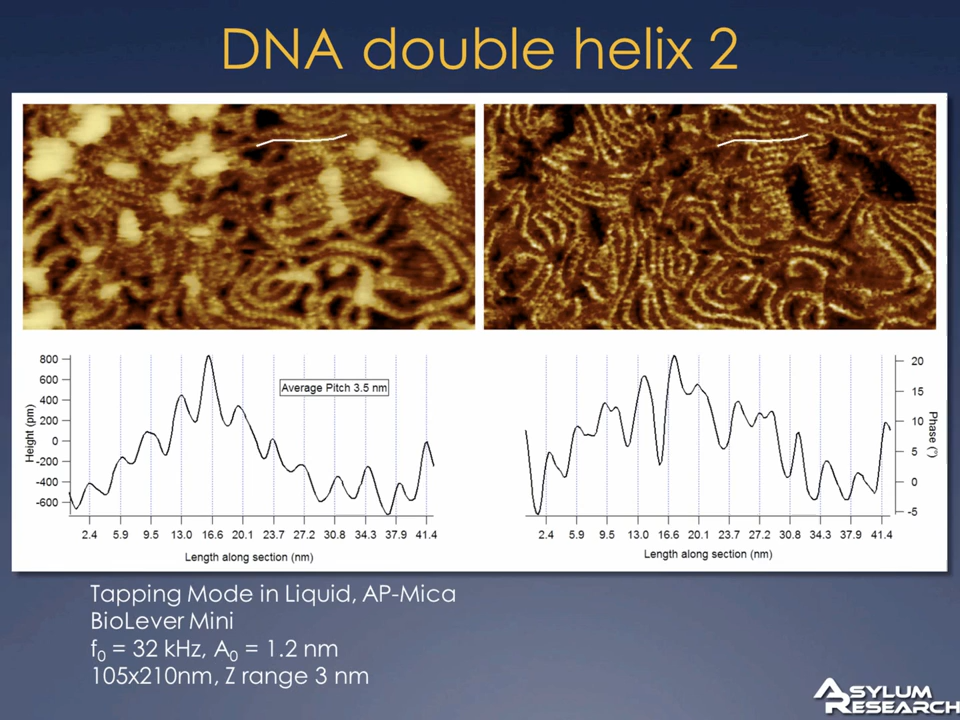 DNA double helix 2
800
600
400
200
0
-200
-400
-600
Height (pm)
Average Pitch 3.5 nm
2.4 5.9 9.5 13.0 16.6 20.1 23.7 27.2 30.8 34.3 37.9 41.4
Length along section (nm)
20
15
10
5
0
-5
Phase (°)
2.4 5.9 9.5 13.0 16.6 20.1 23.7 27.2 30.8 34.3 37.9 41.4
Length along section (nm)
Tapping Mode in Liquid, AP-Mica
BioLever Mini
f₀ = 32 kHz, A₀ = 1.2 nm
105x210nm, Z range 3 nm
ASYLUM
RESEARCH